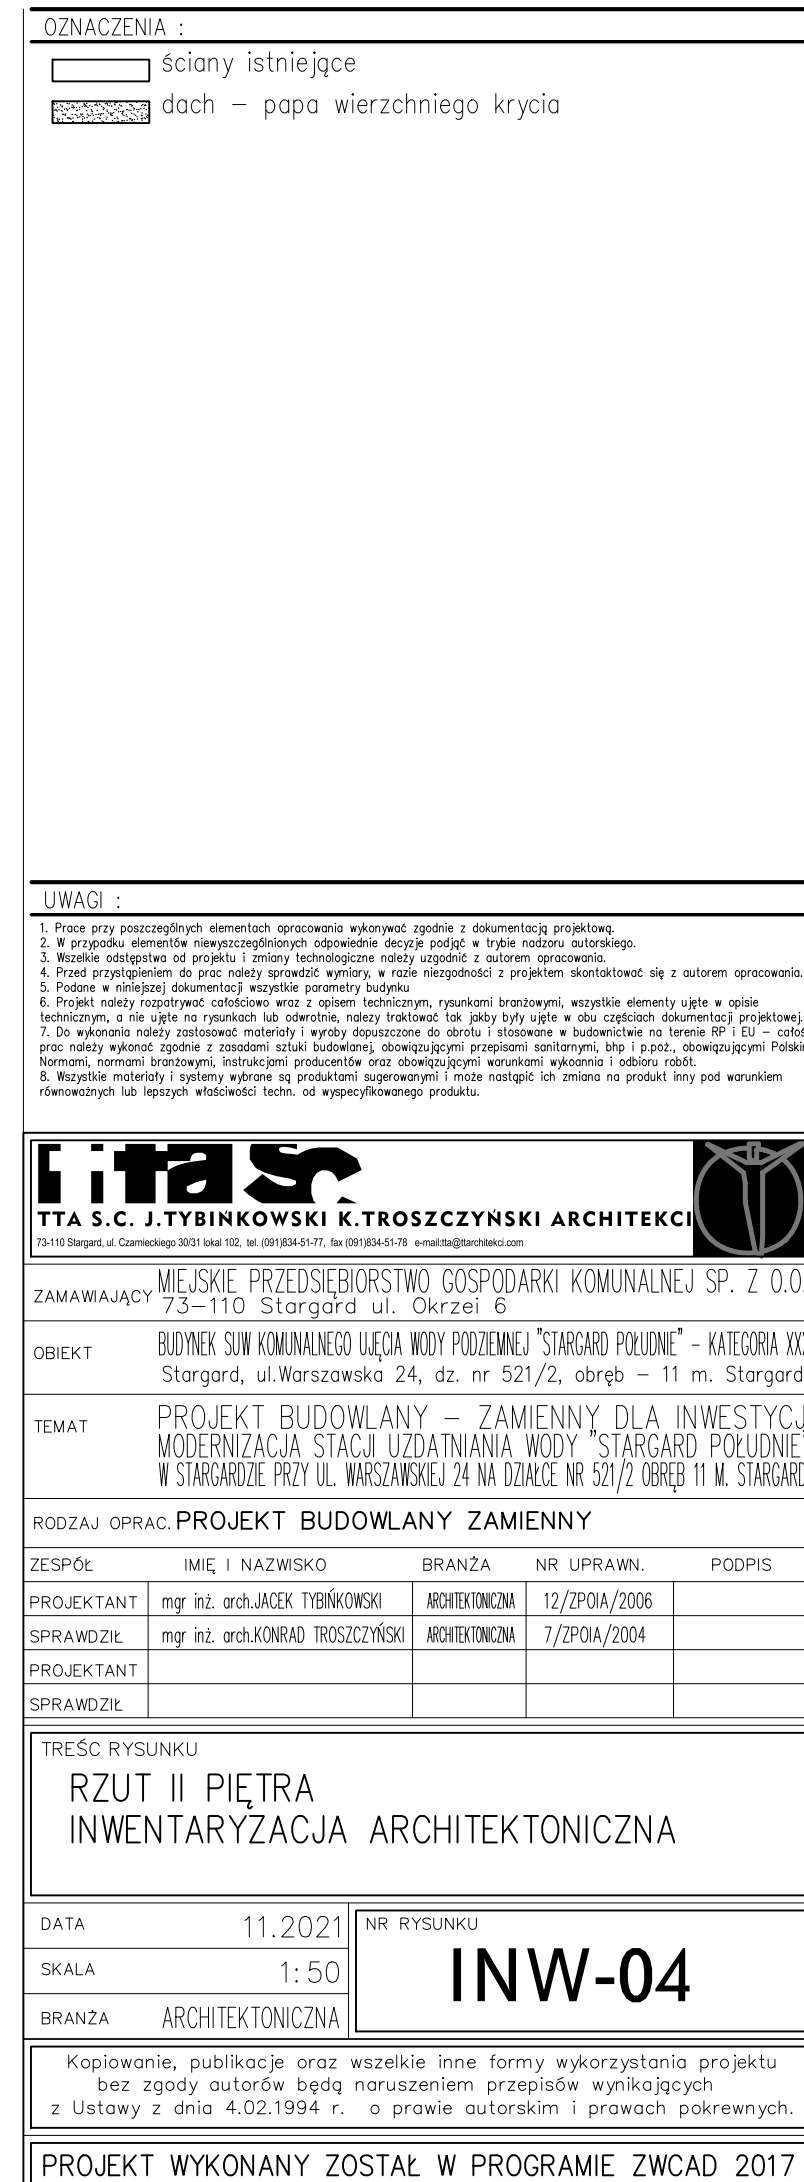 OZNACZENIA :
ściany istniejące
dach – papa wierzchniego krycia
UWAGI :
1. Prace przy poszczególnych elementach opracowania wykonywać zgodnie z dokumentacją projektową.
2. W przypadku elementów niewyszczególnionych odpowiednie decyzje podjąć w trybie nadzoru autorskiego.
3. Wszelkie odstępstwa od projektu i zmiany technologiczne należy uzgodnić z autorem opracowania.
4. Przed przystąpieniem do prac należy sprawdzić wymiary, w razie niezgodności z projektem skontaktować się z autorem opracowania.
5. Podane w niniejszej dokumentacji wszystkie parametry budynku
6. Projekt należy rozpatrywać całościowo wraz z opisem technicznym, rysunkami branżowymi, wszystkie elementy ujęte w opisie
technicznym, a nie ujęte na rysunkach lub odwrotnie, nalezy traktować tak jakby były ujęte w obu częściach dokumentacji projektowej.
7. Do wykonania należy zastosować materiały i wyroby dopuszczone do obrotu i stosowane w budownictwie na terenie RP i EU – całoś
prac należy wykonać zgodnie z zasadami sztuki budowlanej, obowiązującymi przepisami sanitarnymi, bhp i p.poż., obowiązującymi Polski
Normami, normami branżowymi, instrukcjami producentów oraz obowiązującymi warunkami wykoannia i odbioru robót.
8. Wszystkie materiały i systemy wybrane są produktami sugerowanymi i może nastąpić ich zmiana na produkt inny pod warunkiem
równoważnych lub lepszych właściwości techn. od wyspecyfikowanego produktu.
ttasc
TTA S.C. J.TYBIŃKOWSKI K.TROSZCZYŃSKI ARCHITEKCI
73-110 Stargard, ul. Czarnieckiego 30/31 lokal 102, tel. (091)834-51-77, fax (091)834-51-78 e-mail:tta@ttarchitekci.com
ZAMAWIAJĄCY MIEJSKIE PRZEDSIĘBIORSTWO GOSPODARKI KOMUNALNEJ SP. Z O.O.
73–110 Stargard ul. Okrzei 6
OBIEKT BUDYNEK SUW KOMUNALNEGO UJĘCIA WODY PODZIEMNEJ "STARGARD POŁUDNIE" – KATEGORIA XX
Stargard, ul.Warszawska 24, dz. nr 521/2, obręb – 11 m. Stargard
TEMAT PROJEKT BUDOWLANY – ZAMIENNY DLA INWESTYCJ
MODERNIZACJA STACJI UZDATNIANIA WODY "STARGARD POŁUDNIE"
W STARGARDZIE PRZY UL. WARSZAWSKIEJ 24 NA DZIAŁCE NR 521/2 OBRĘB 11 M. STARGARD
RODZAJ OPRAC. PROJEKT BUDOWLANY ZAMIENNY
ZESPÓŁ IMIĘ I NAZWISKO BRANŻA NR UPRAWN. PODPIS
PROJEKTANT mgr inż. arch.JACEK TYBIŃKOWSKI ARCHITEKTONICZNA 12/ZPOIA/2006
SPRAWDZIŁ mgr inż. arch.KONRAD TROSZCZYŃSKI ARCHITEKTONICZNA 7/ZPOIA/2004
PROJEKTANT
SPRAWDZIŁ
TREŚC RYSUNKU
RZUT II PIĘTRA
INWENTARYZACJA ARCHITEKTONICZNA
DATA 11.2021
NR RYSUNKU
SKALA 1:50
INW-04
BRANŻA ARCHITEKTONICZNA
Kopiowanie, publikacje oraz wszelkie inne formy wykorzystania projektu
bez zgody autorów będą naruszeniem przepisów wynikających
z Ustawy z dnia 4.02.1994 r. o prawie autorskim i prawach pokrewnych.
PROJEKT WYKONANY ZOSTAŁ W PROGRAMIE ZWCAD 2017